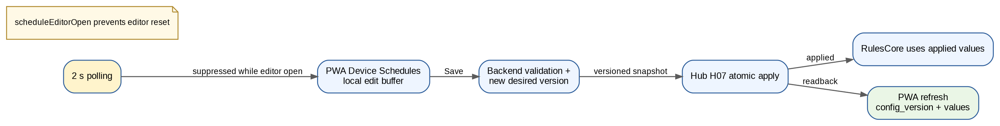 scheduleEditorOpen prevents editor reset
2 s polling
suppressed while editor open
PWA Device Schedules
local edit buffer
Save
Backend validation +
new desired version
versioned snapshot
Hub H07 atomic apply
applied
RulesCore uses applied values
readback
PWA refresh
config_version + values